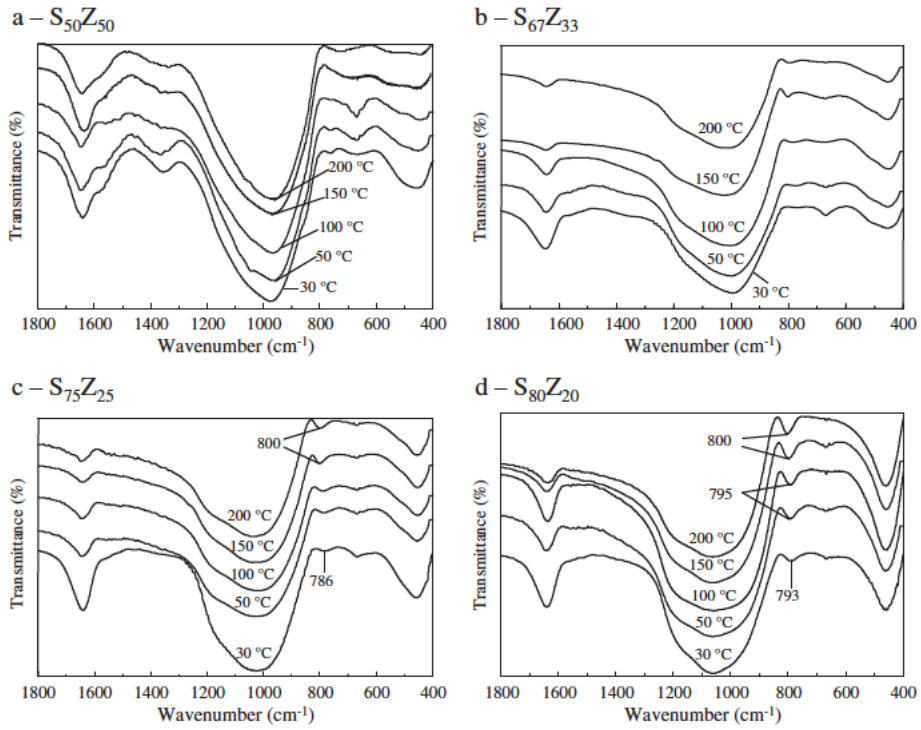 a – S50Z50
Transmittance (%)
200 °C
150 °C
100 °C
50 °C
30 °C
1800 1600 1400 1200 1000 800 600 400
Wavenumber (cm-1)
b – S67Z33
Transmittance (%)
200 °C
150 °C
100 °C
50 °C
30 °C
1800 1600 1400 1200 1000 800 600 400
Wavenumber (cm-1)
c – S75Z25
Transmittance (%)
800
200 °C
150 °C
100 °C
786
50 °C
30 °C
1800 1600 1400 1200 1000 800 600 400
Wavenumber (cm-1)
d – S80Z20
Transmittance (%)
800
795
200 °C
150 °C
100 °C
793
50 °C
30 °C
1800 1600 1400 1200 1000 800 600 400
Wavenumber (cm-1)